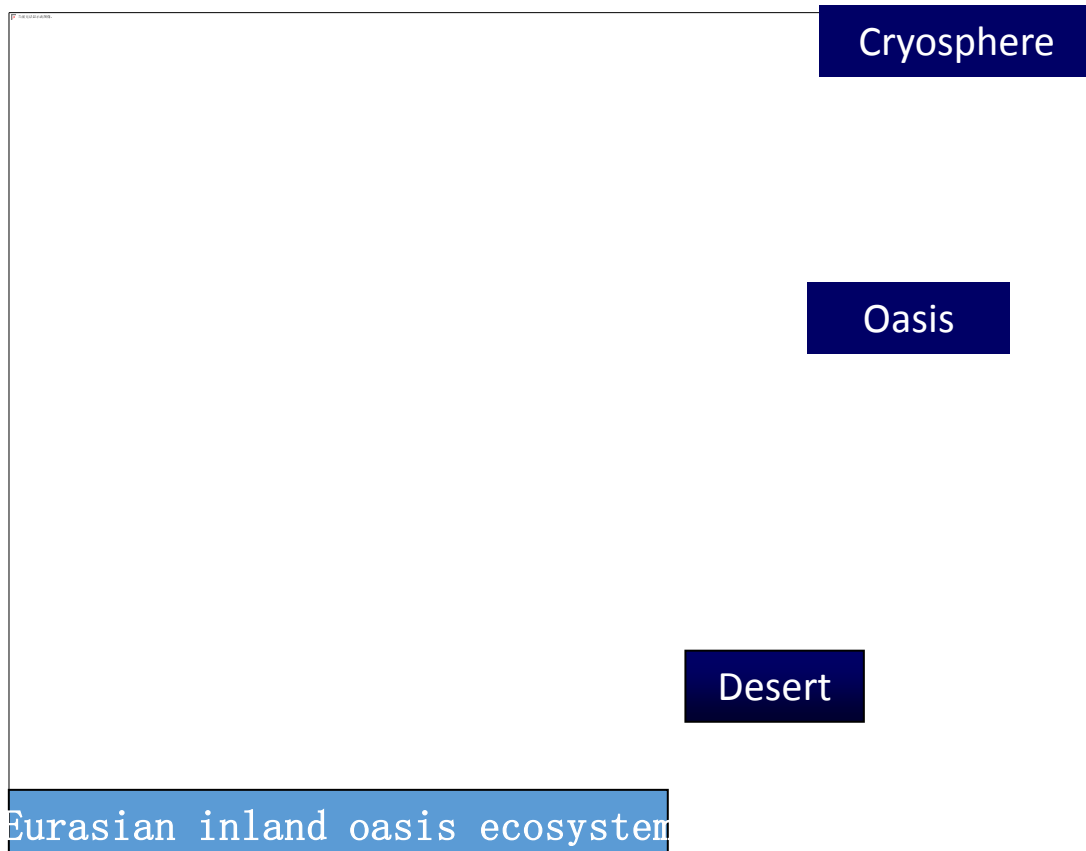 Cryosphere
Oasis
Desert
Eurasian inland oasis ecosystem